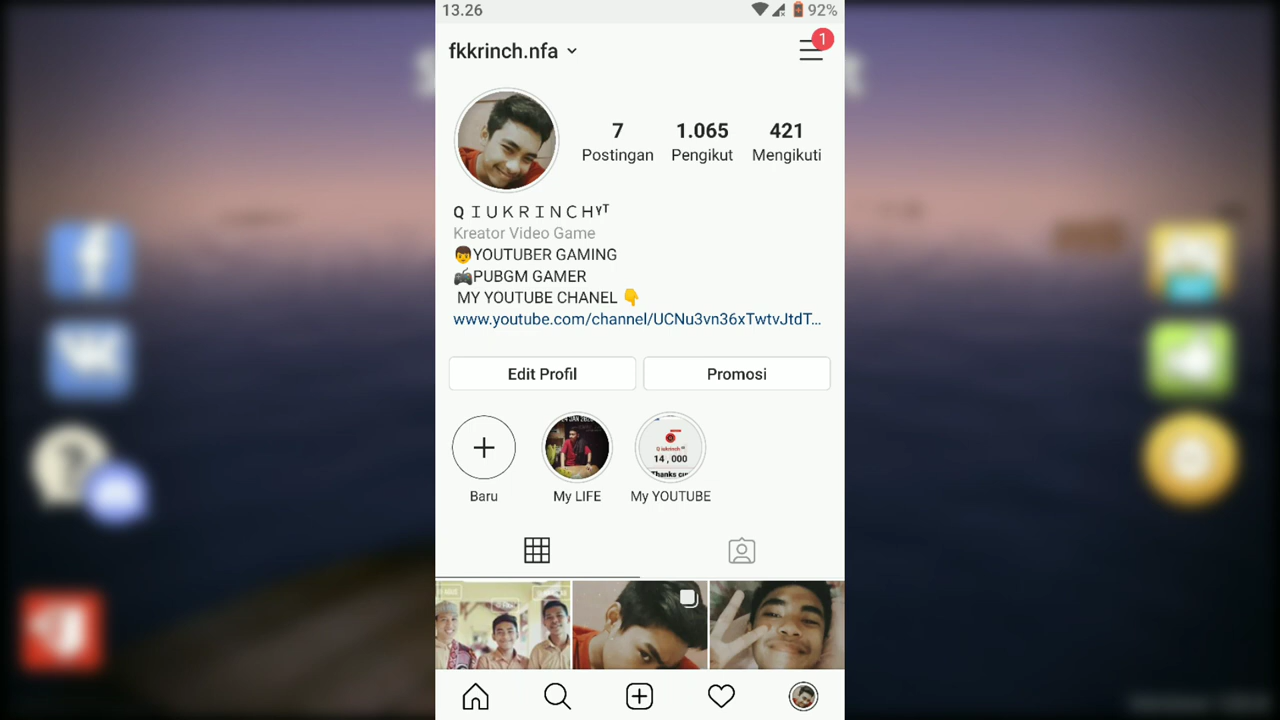 13.26
92%
fkkrinch.nfa
1
7
1.065
421
Postingan
Pengikut
Mengikuti
Q I U K R I N C H ʸᵀ
Kreator Video Game
👨YOUTUBER GAMING
🎮PUBGM GAMER
MY YOUTUBE CHANEL 👇
www.youtube.com/channel/UCNu3vn36xTwtvJtdT...
Edit Profil
Promosi
Q iukrinch
14 , 000
Thanks
Baru
My LIFE
My YOUTUBE